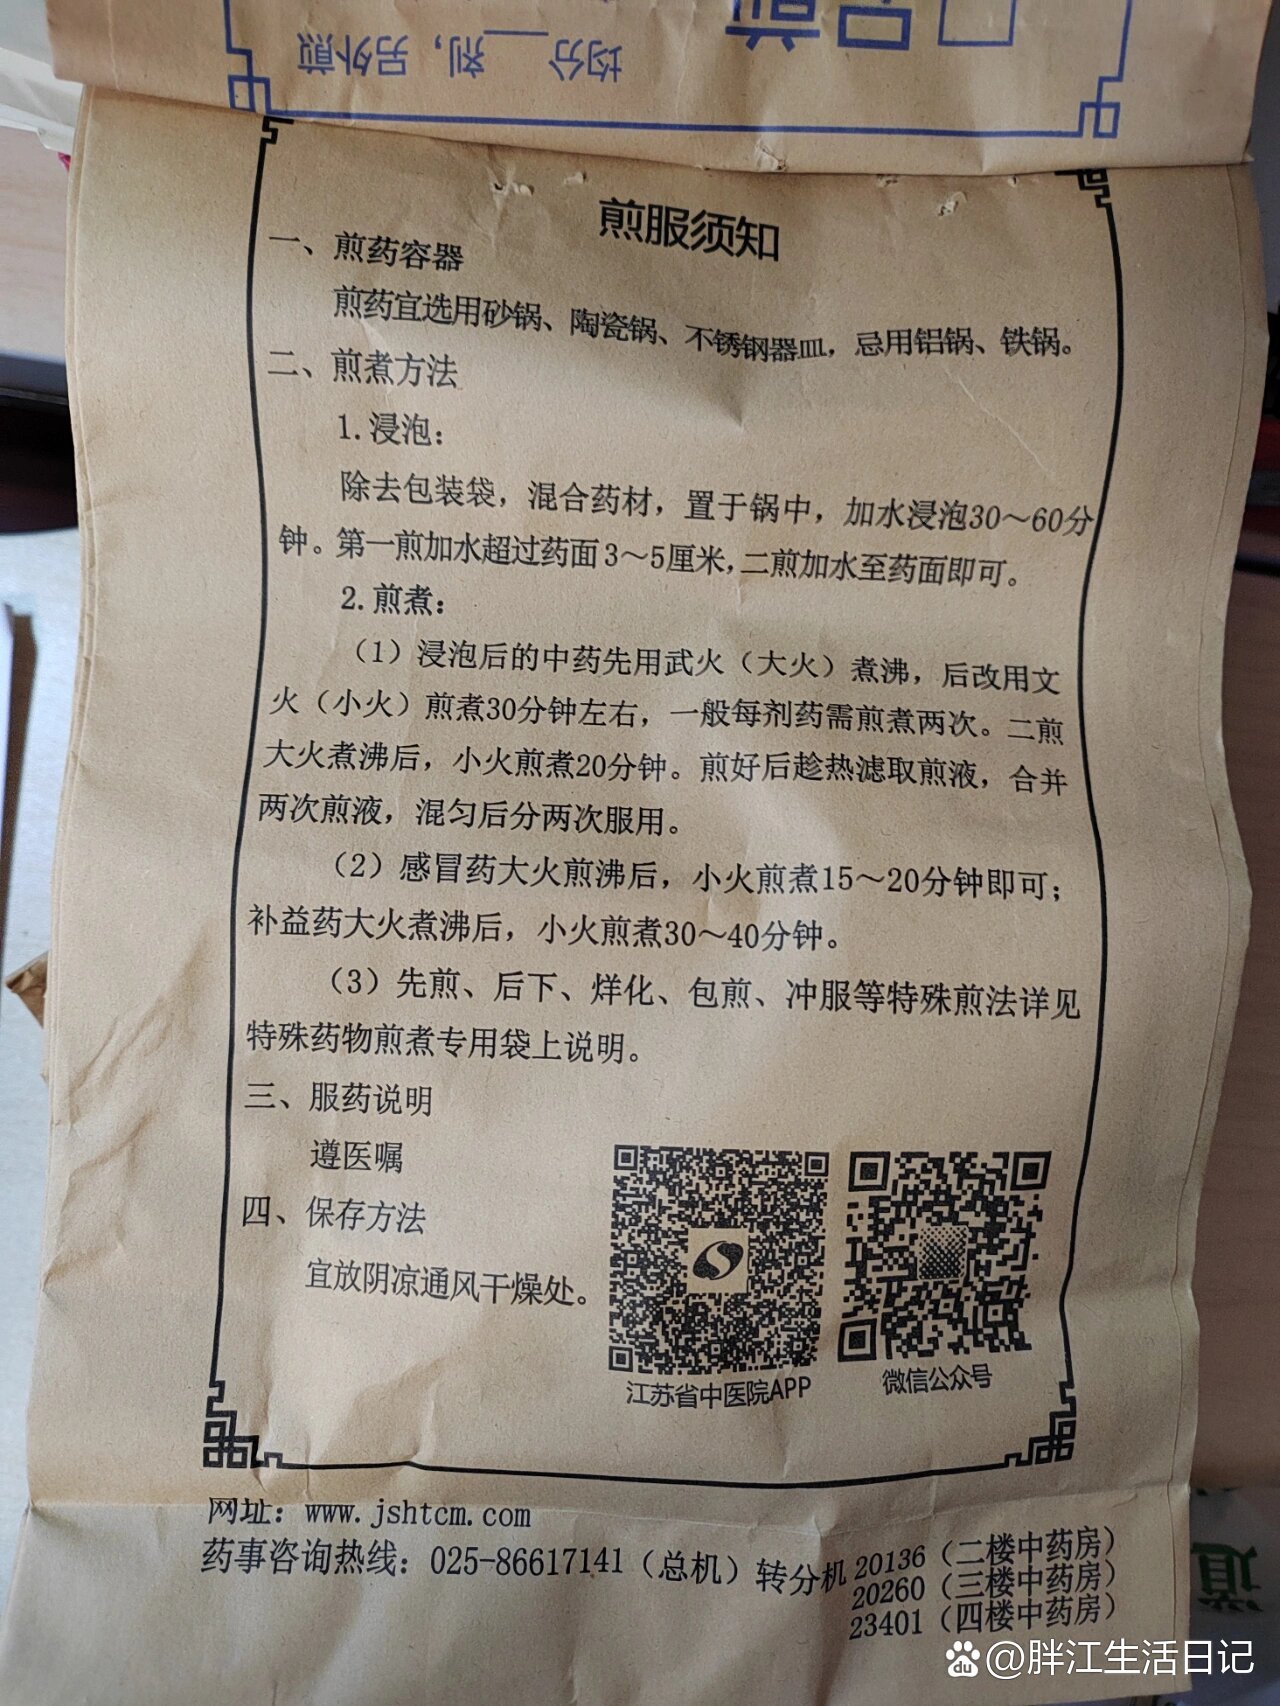 另煎
均分___剂，另外煎
煎服须知
一、煎药容器
煎药宜选用砂锅、陶瓷锅、不锈钢器皿，忌用铝锅、铁锅。
二、煎煮方法
1.浸泡：
除去包装袋，混合药材，置于锅中，加水浸泡30～60分
钟。第一煎加水超过药面3～5厘米，二煎加水至药面即可。
2.煎煮：
（1）浸泡后的中药先用武火（大火）煮沸，后改用文
火（小火）煎煮30分钟左右，一般每剂药需煎煮两次。二煎
大火煮沸后，小火煎煮20分钟。煎好后趁热滤取煎液，合并
两次煎液，混匀后分两次服用。
（2）感冒药大火煎沸后，小火煎煮15～20分钟即可；
补益药大火煮沸后，小火煎煮30～40分钟。
（3）先煎、后下、烊化、包煎、冲服等特殊煎法详见
特殊药物煎煮专用袋上说明。
三、服药说明
遵医嘱
四、保存方法
宜放阴凉通风干燥处。
江苏省中医院APP
微信公众号
网址：www.jshtcm.com
药事咨询热线：025-86617141（总机）转分机20136（二楼中药房）
20260（三楼中药房）
23401（四楼中药房）
道
du @胖江生活日记